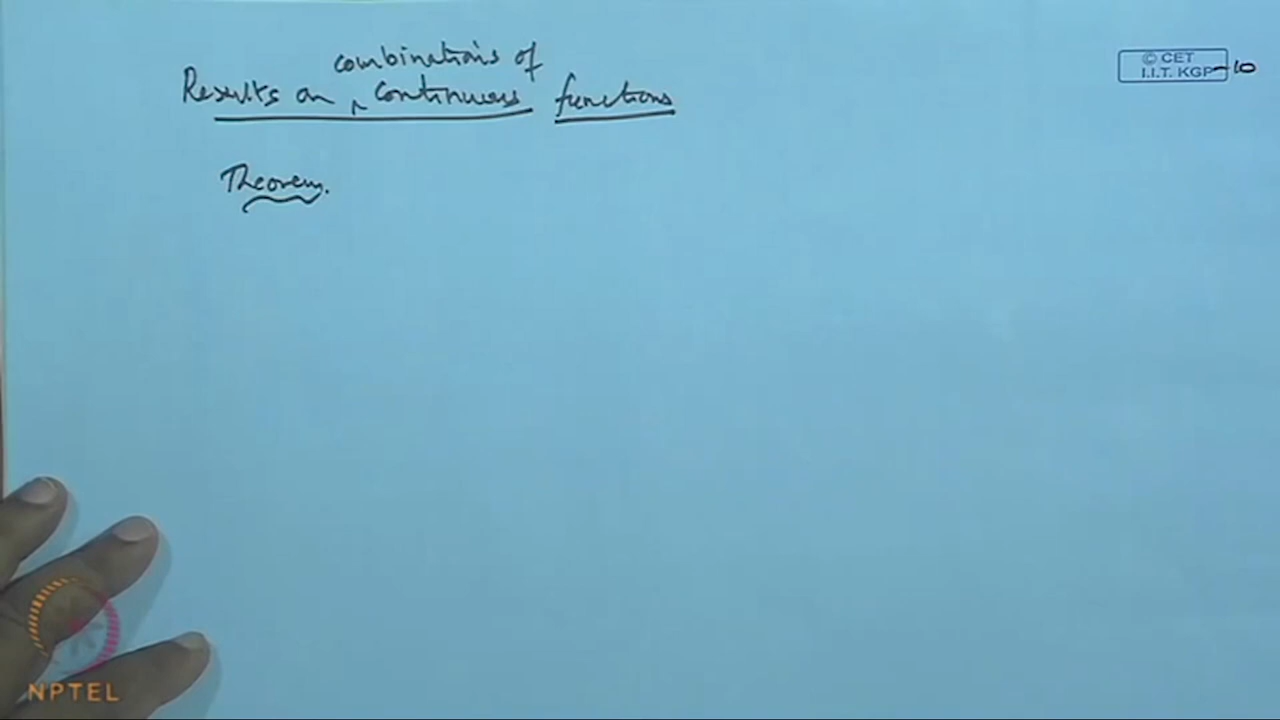 combinations of
Results on ^ continuous functions
Theorem.
© CET
I.I.T. KGP -10
NPTEL